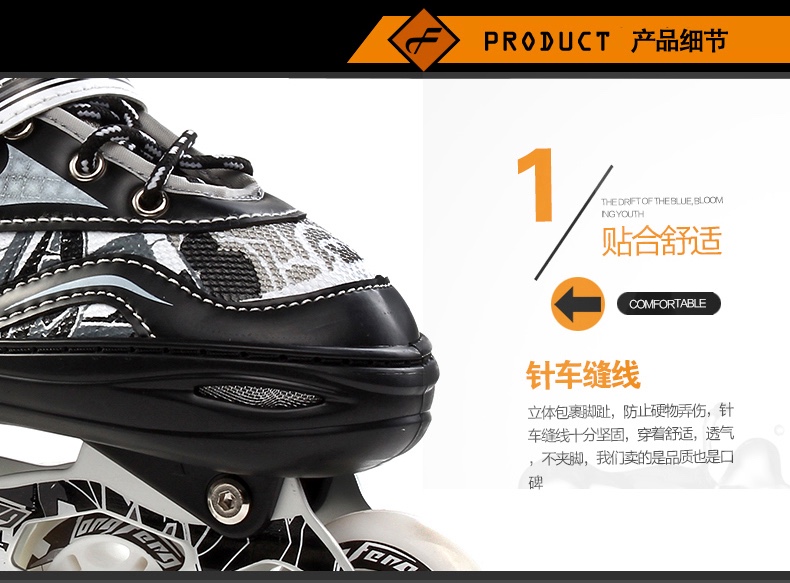 PRODUCT 产品细节
1
THE DRIFT OF THE BLUE, BLOOM
ING YOUTH
贴合舒适
COMFORTABLE
针车缝线
立体包裹脚趾，防止硬物弄伤，针
车缝线十分坚固，穿着舒适，透气
，不夹脚，我们卖的是品质也是口
碑